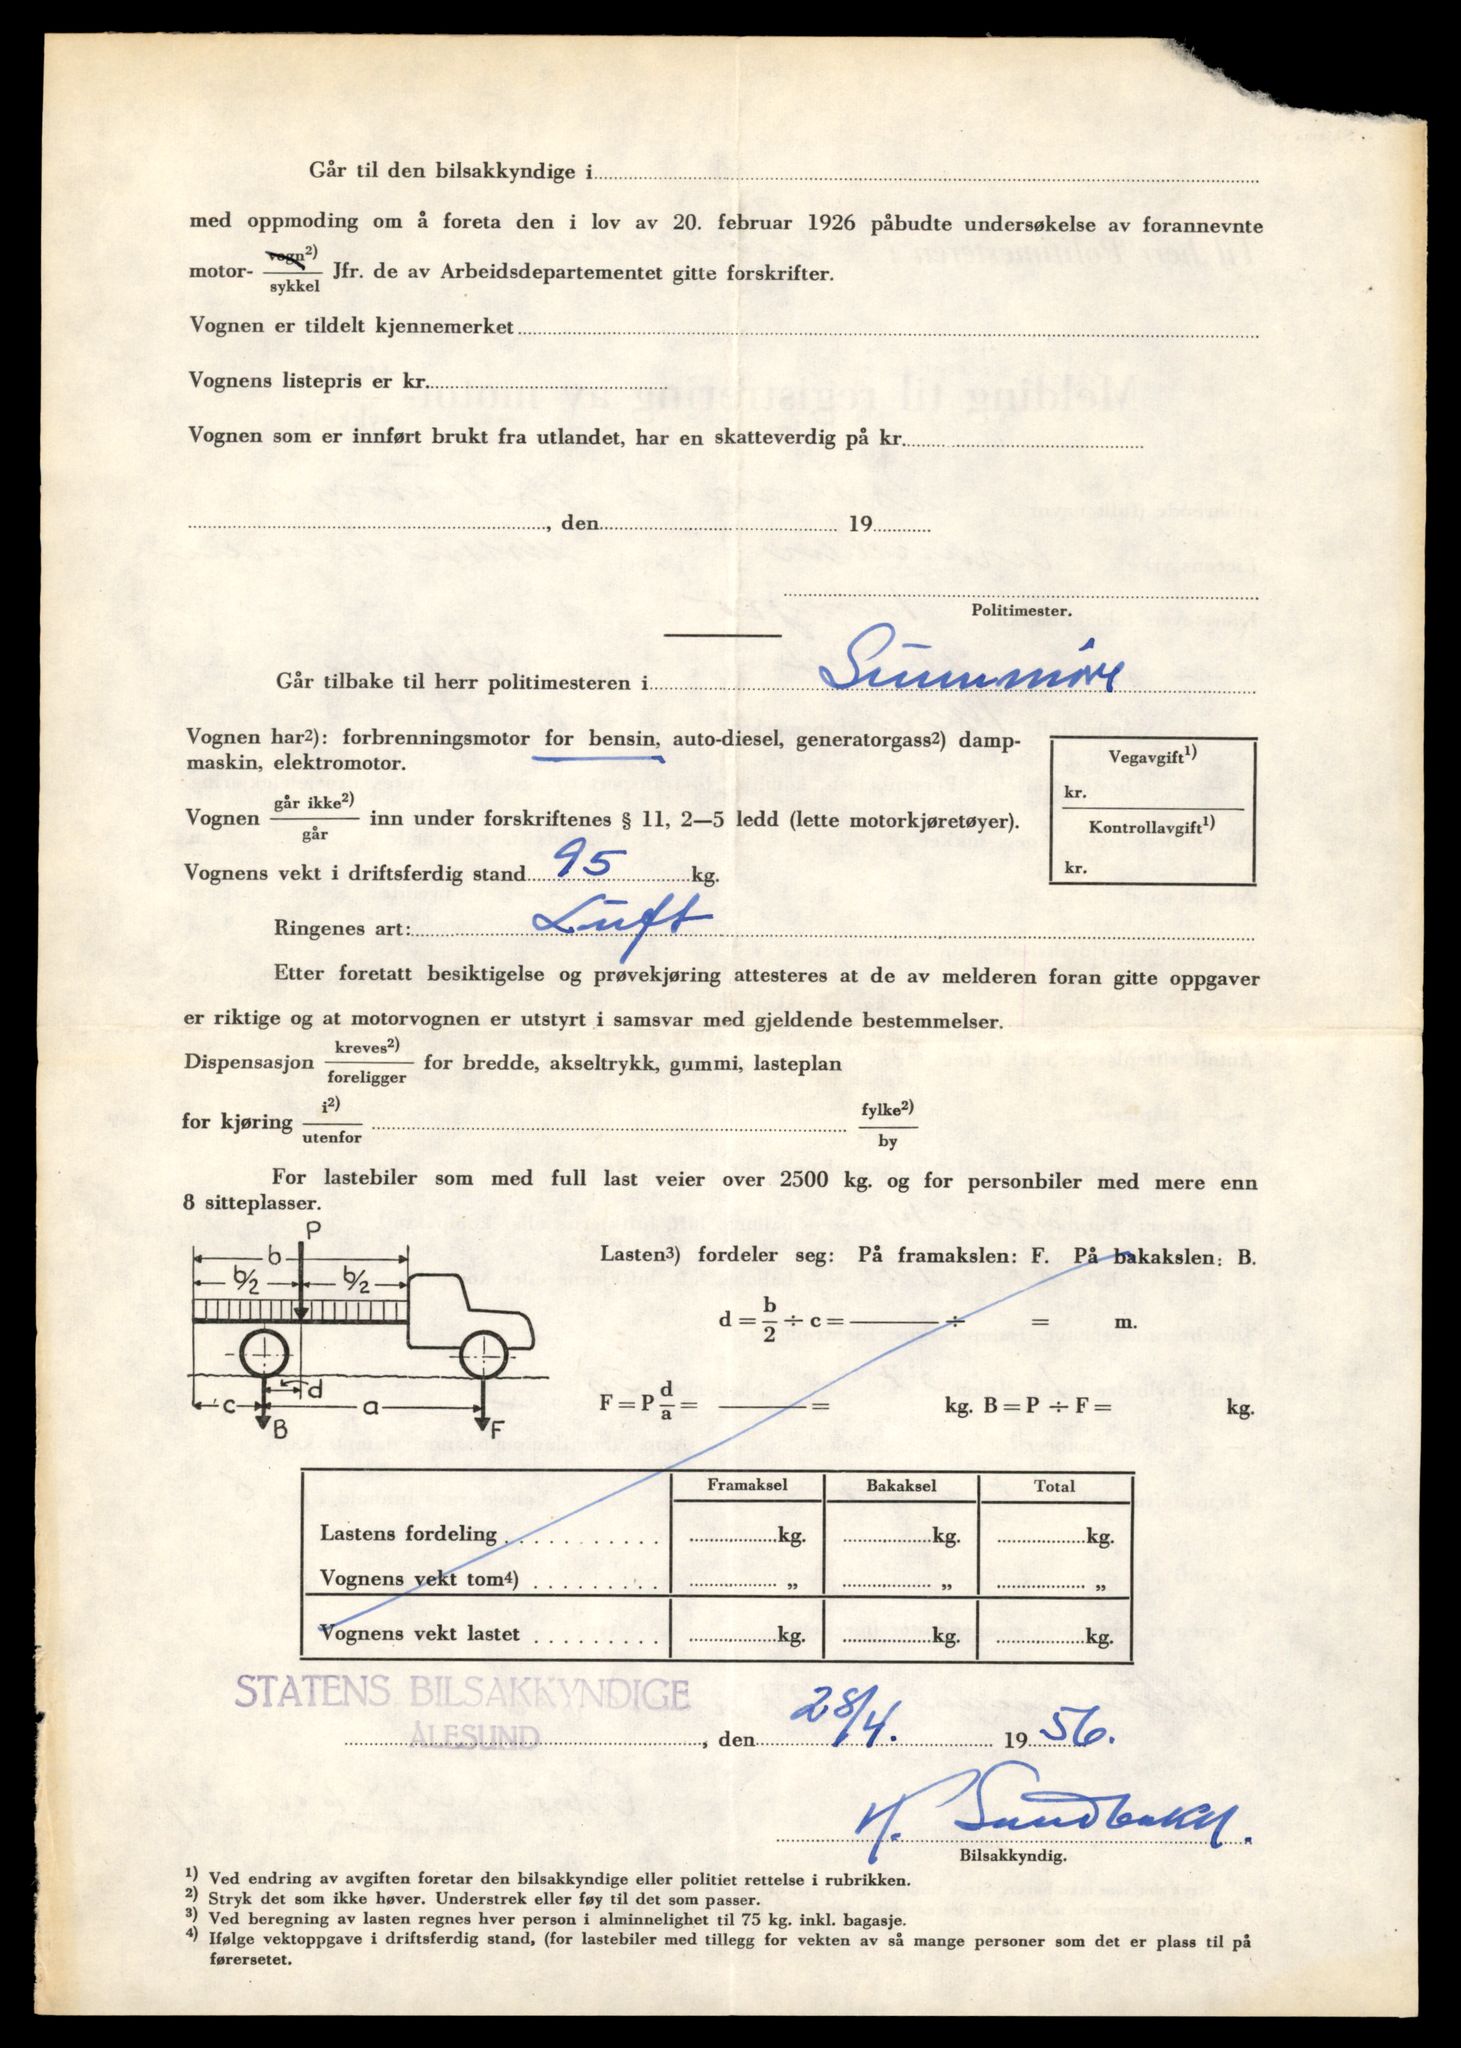 Går til den bilsakkyndige i
med oppmoding om å foreta den i lov av 20. februar 1926 påbudte undersøkelse av forannevnte
motor- vogn2)/sykkel Jfr. de av Arbeidsdepartementet gitte forskrifter.
Vognen er tildelt kjennemerket
Vognens listepris er kr.
Vognen som er innført brukt fra utlandet, har en skatteverdig på kr.
, den 19
Politimester.
Går tilbake til herr politimesteren i Sunnmøre
Vognen har2): forbrenningsmotor for bensin, auto-diesel, generatorgass2) damp-
maskin, elektromotor.
Vegavgift1)
kr.
Kontrollavgift1)
kr.
Vognen går ikke2)/går inn under forskriftenes § 11, 2—5 ledd (lette motorkjøretøyer).
Vognens vekt i driftsferdig stand 95 kg.
Ringenes art: Luft
Etter foretatt besiktigelse og prøvekjøring attesteres at de av melderen foran gitte oppgaver
er riktige og at motorvognen er utstyrt i samsvar med gjeldende bestemmelser.
Dispensasjon kreves2)/foreligger for bredde, akseltrykk, gummi, lasteplan
for kjøring i2)/utenfor fylke2)/by
For lastebiler som med full last veier over 2500 kg. og for personbiler med mere enn
8 sitteplasser.
P
b
b/2 b/2
d
c a
B F
Lasten3) fordeler seg: På framakslen: F. På bakakslen: B.
d = b/2 ÷ c = ——— ÷ = m.
F = P d/a = ——— = kg. B = P ÷ F = kg.
Framaksel Bakaksel Total
Lastens fordeling kg. kg. kg.
Vognens vekt tom4) „ „ „
Vognens vekt lastet kg. kg. kg.
STATENS BILSAKKYNDIGE
ÅLESUND , den 28/4. 1956.
K. Sundbakk.
Bilsakkyndig.
1) Ved endring av avgiften foretar den bilsakkyndige eller politiet rettelse i rubrikken.
2) Stryk det som ikke høver. Understrek eller føy til det som passer.
3) Ved beregning av lasten regnes hver person i alminnelighet til 75 kg. inkl. bagasje.
4) Ifølge vektoppgave i driftsferdig stand, (for lastebiler med tillegg for vekten av så mange personer som det er plass til på
førersetet.